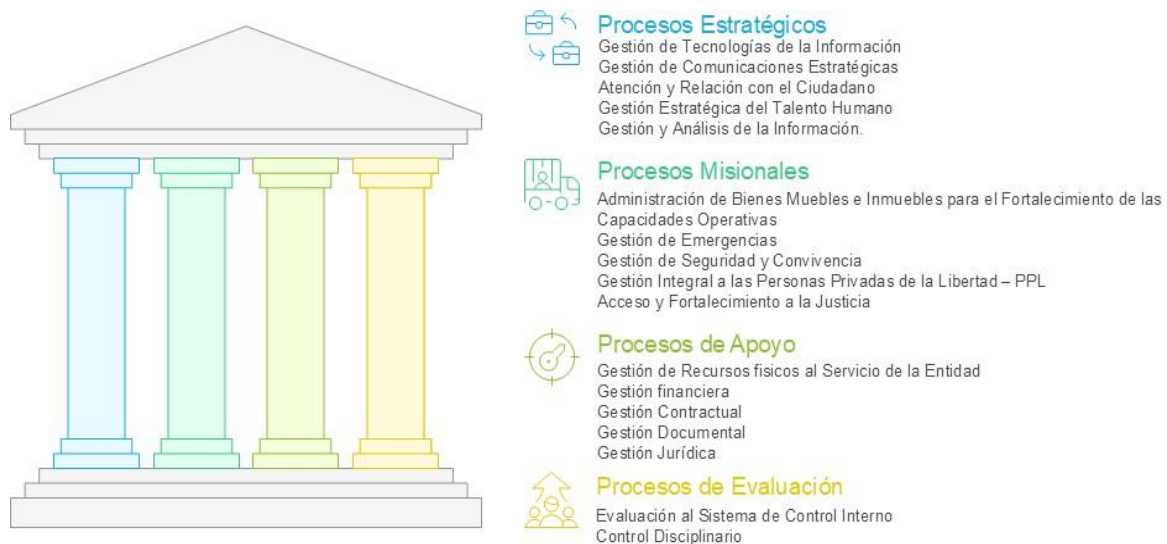 Procesos Estratégicos
Gestión de Tecnologías de la Información
Gestión de Comunicaciones Estratégicas
Atención y Relación con el Ciudadano
Gestión Estratégica del Talento Humano
Gestión y Análisis de la Información.
Procesos Misionales
Administración de Bienes Muebles e Inmuebles para el Fortalecimiento de las
Capacidades Operativas
Gestión de Emergencias
Gestión de Seguridad y Convivencia
Gestión Integral a las Personas Privadas de la Libertad – PPL
Acceso y Fortalecimiento a la Justicia
Procesos de Apoyo
Gestión de Recursos fisicos al Servicio de la Entidad
Gestión financiera
Gestión Contractual
Gestión Documental
Gestión Jurídica
Procesos de Evaluación
Evaluación al Sistema de Control Interno
Control Disciplinario